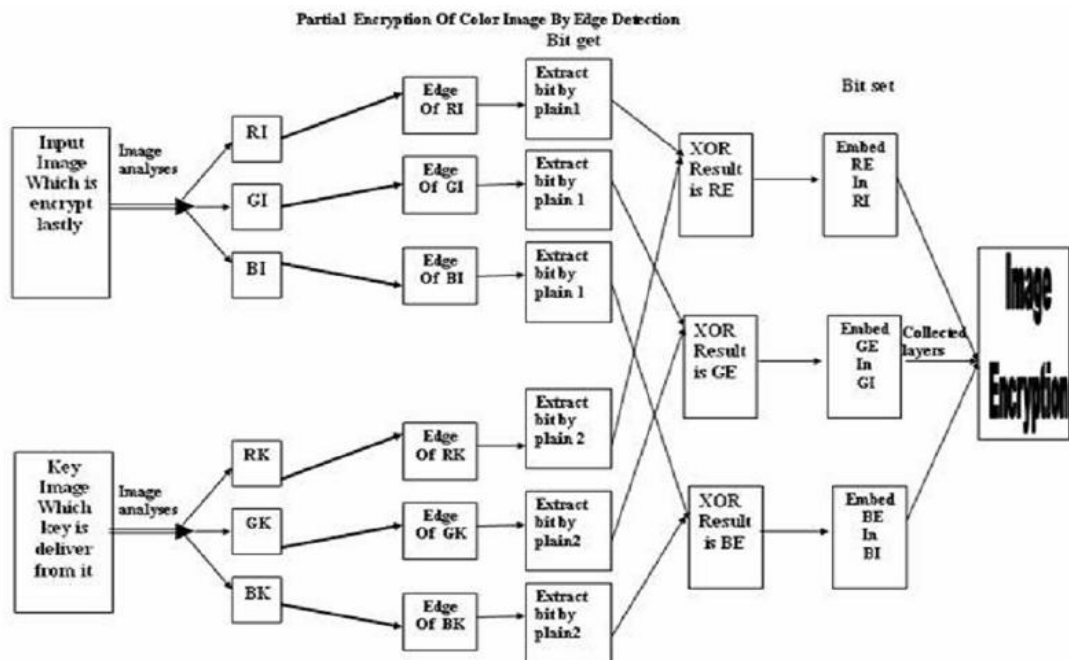 Partial Encryption Of Color Image By Edge Detection
Bit get
Bit set
Input
Image
Which is
encrypt
lastly
Image
analyses
RI
GI
BI
Edge
Of RI
Edge
Of GI
Edge
Of BI
Extract
bit by
plain1
Extract
bit by
plain 1
Extract
bit by
plain 1
Key
Image
Which
key is
deliver
from it
Image
analyses
RK
GK
BK
Edge
Of RK
Edge
Of GK
Edge
Of BK
Extract
bit by
plain 2
Extract
bit by
plain2
Extract
bit by
plain2
XOR
Result
is RE
XOR
Result
is GE
XOR
Result
is BE
Embed
RE
In
RI
Embed
GE
In
GI
Embed
BE
In
BI
Collected
layers
Image
Encryption